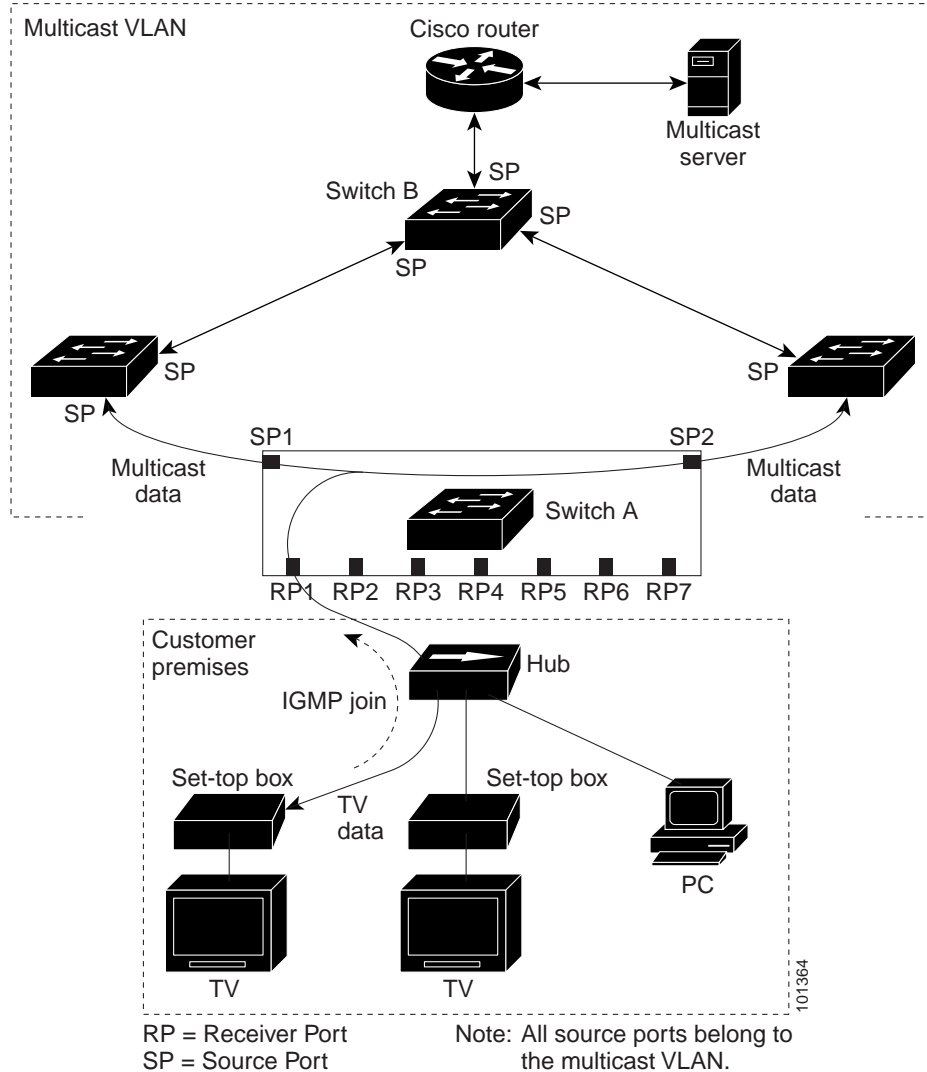 Multicast VLAN
Cisco router
Multicast
server
SP
Switch B
SP
SP
SP
SP
SP
SP1
SP2
Multicast
data
Multicast
data
Switch A
RP1 RP2 RP3 RP4 RP5 RP6 RP7
Customer
premises
Hub
IGMP join
Set-top box
Set-top box
TV
data
PC
TV
TV
101364
RP = Receiver Port
SP = Source Port
Note: All source ports belong to
the multicast VLAN.